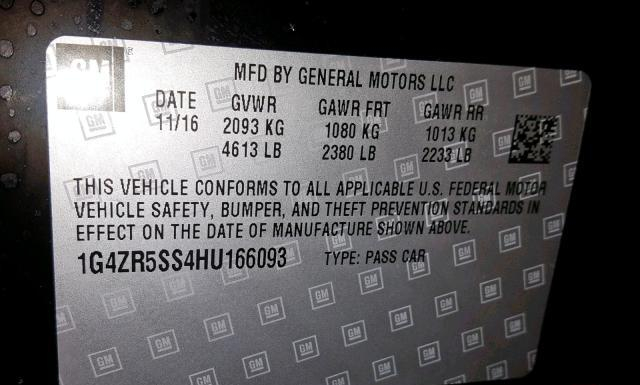 GM
MFD BY GENERAL MOTORS LLC
DATE GVWR GAWR FRT GAWR RR
11/16 2093 KG 1080 KG 1013 KG
4613 LB 2380 LB 2233 LB
THIS VEHICLE CONFORMS TO ALL APPLICABLE U.S. FEDERAL MOTOR
VEHICLE SAFETY, BUMPER, AND THEFT PREVENTION STANDARDS IN
EFFECT ON THE DATE OF MANUFACTURE SHOWN ABOVE.
1G4ZR5SS4HU166093 TYPE: PASS CAR